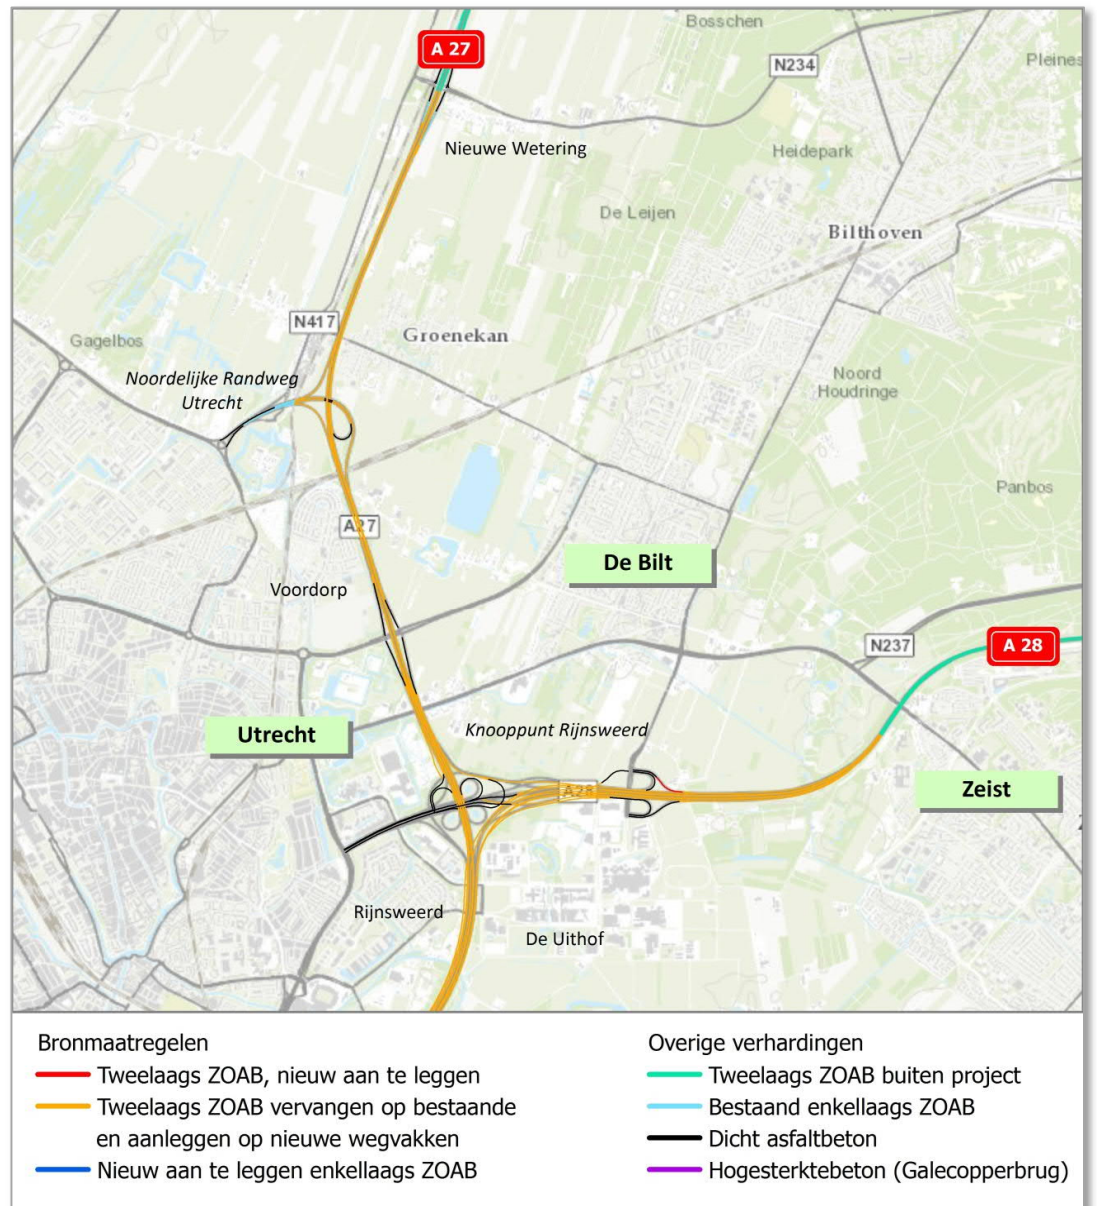 Bosschen
A 27
N234
Pleines
Nieuwe Wetering
Heidepark
De Leijen
Bilthoven
N417
Groenekan
Gagelbos
Noordelijke Randweg
Utrecht
Noord
Houdringe
Panbos
A27
De Bilt
Voordorp
N237
A 28
Utrecht
Knooppunt Rijnsweerd
A28
Zeist
Rijnsweerd
De Uithof
Bronmaatregelen
Tweelaags ZOAB, nieuw aan te leggen
Tweelaags ZOAB vervangen op bestaande
en aanleggen op nieuwe wegvakken
Nieuw aan te leggen enkellaags ZOAB
Overige verhardingen
Tweelaags ZOAB buiten project
Bestaand enkellaags ZOAB
Dicht asfaltbeton
Hogesterktebeton (Galecopperbrug)